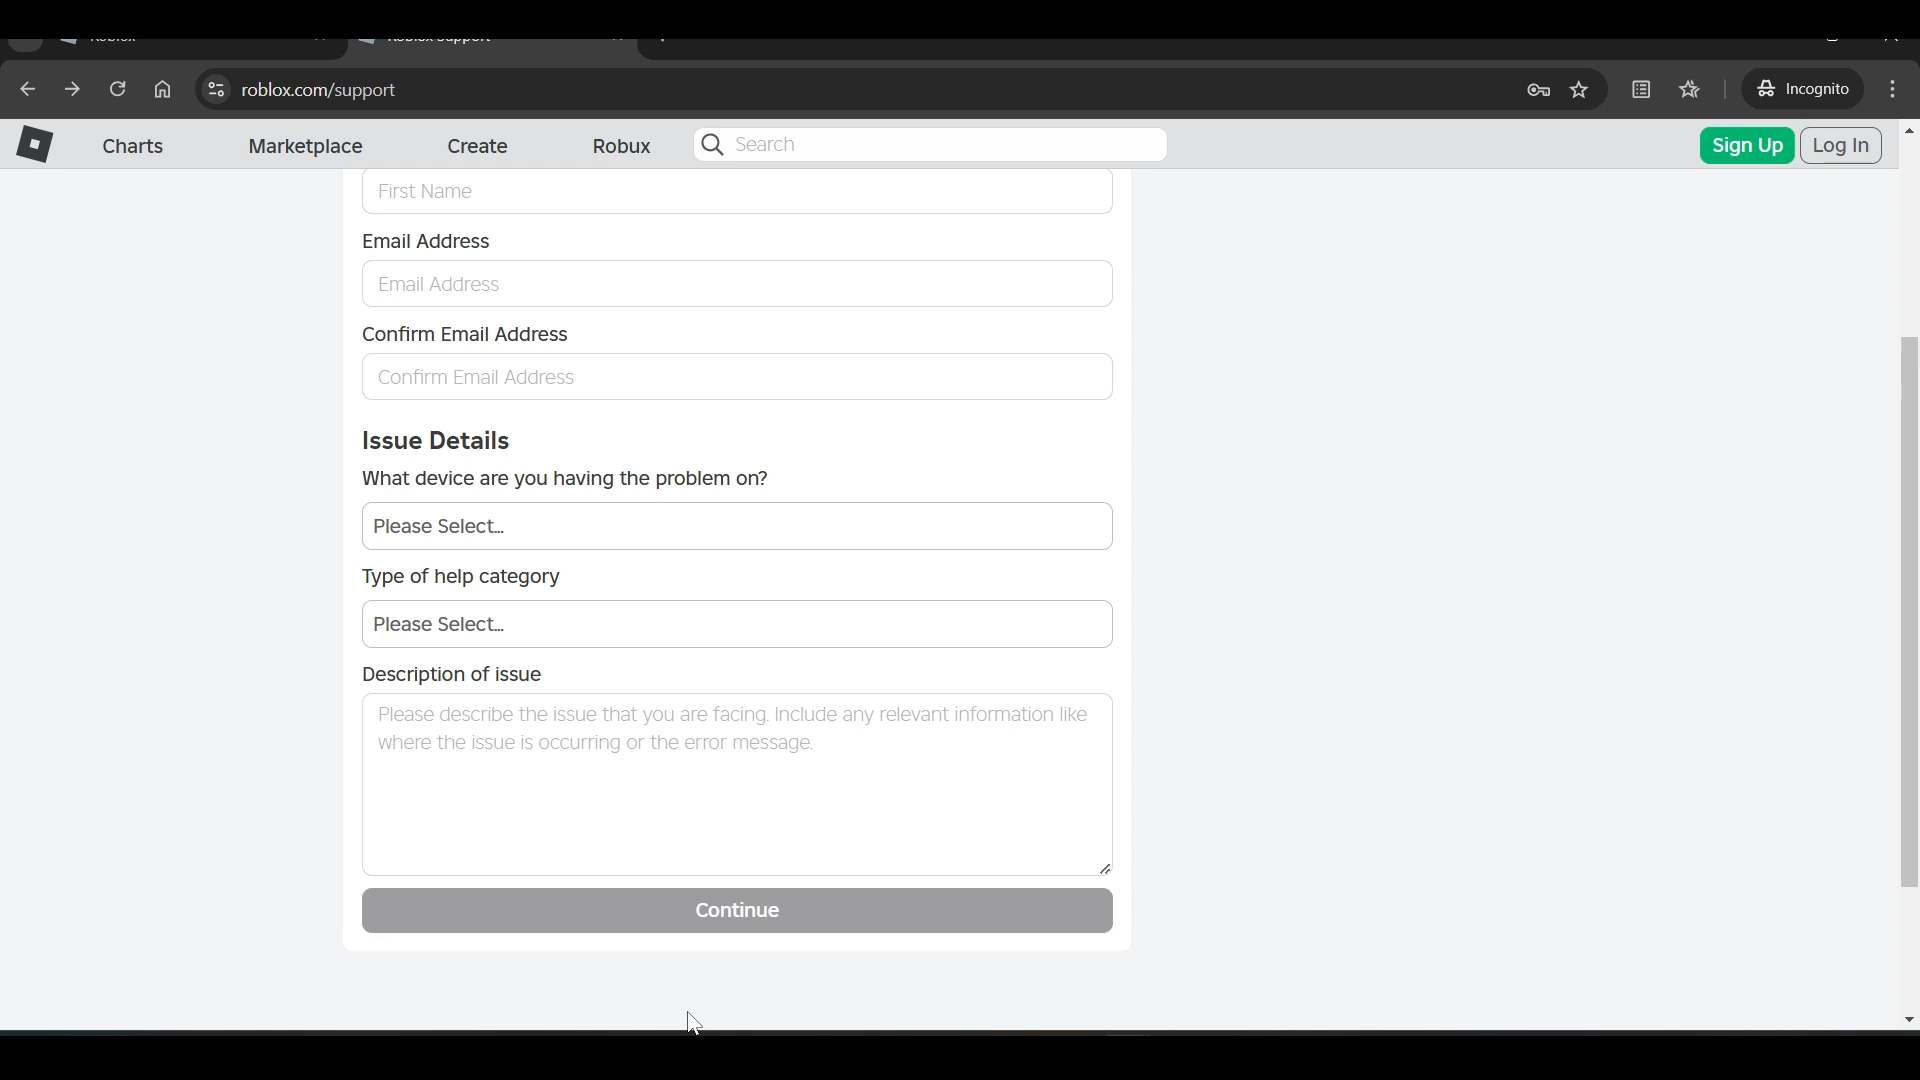 roblox.com/support
Incognito
Charts
Marketplace
Create
Robux
Search
Sign Up
Log In
First Name
Email Address
Email Address
Confirm Email Address
Confirm Email Address
Issue Details
What device are you having the problem on?
Please Select...
Type of help category
Please Select...
Description of issue
Please describe the issue that you are facing. Include any relevant information like
where the issue is occurring or the error message.
Continue